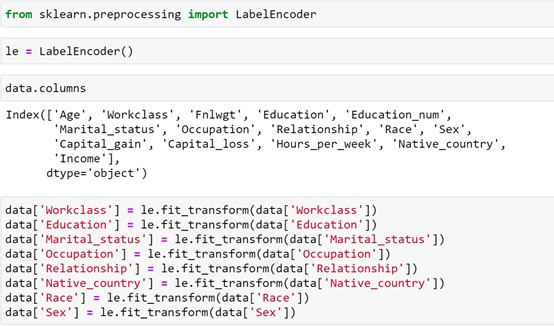 from sklearn.preprocessing import LabelEncoder
le = LabelEncoder()
data.columns
Index(['Age', 'Workclass', 'Fnlwgt', 'Education', 'Education_num',
'Marital_status', 'Occupation', 'Relationship', 'Race', 'Sex',
'Capital_gain', 'Capital_loss', 'Hours_per_week', 'Native_country',
'Income'],
dtype='object')
data['Workclass'] = le.fit_transform(data['Workclass'])
data['Education'] = le.fit_transform(data['Education'])
data['Marital_status'] = le.fit_transform(data['Marital_status'])
data['Occupation'] = le.fit_transform(data['Occupation'])
data['Relationship'] = le.fit_transform(data['Relationship'])
data['Native_country'] = le.fit_transform(data['Native_country'])
data['Race'] = le.fit_transform(data['Race'])
data['Sex'] = le.fit_transform(data['Sex'])